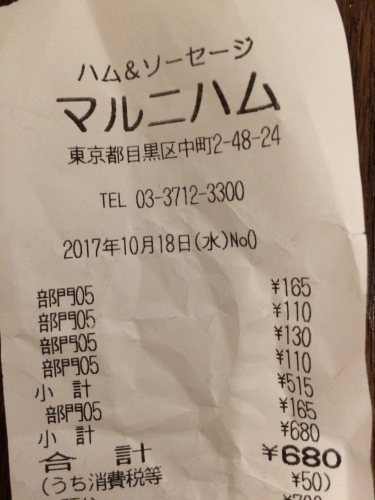 ハム&ソーセージ
マルニハム
東京都目黒区中町2-48-24
TEL 03-3712-3300
2017年10月18日(水)No0
部門05 ¥165
部門05 ¥110
部門05 ¥130
部門05 ¥110
小計 ¥515
部門05 ¥165
小計 ¥680
合計 ¥680
(うち消費税等 ¥50)